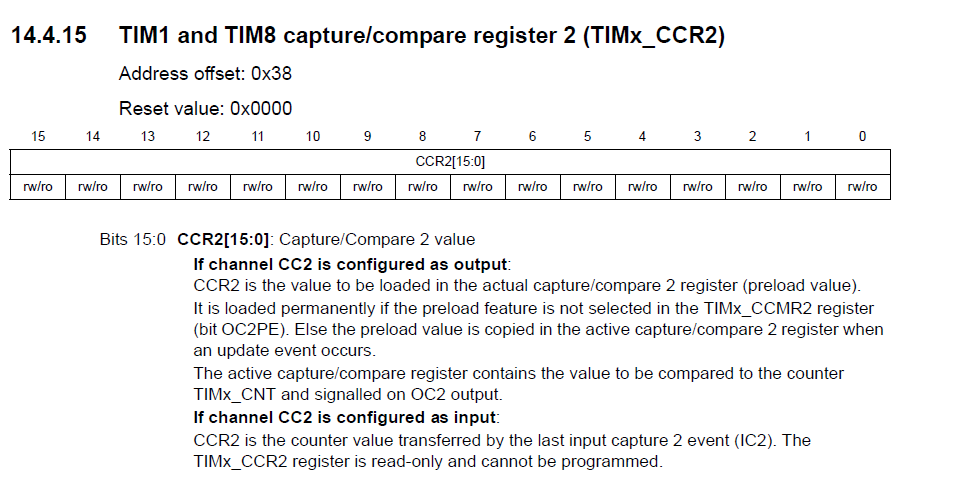 14.4.15 TIM1 and TIM8 capture/compare register 2 (TIMx_CCR2)
Address offset: 0x38
Reset value: 0x0000
15 14 13 12 11 10 9 8 7 6 5 4 3 2 1 0
CCR2[15:0]
rw/ro rw/ro rw/ro rw/ro rw/ro rw/ro rw/ro rw/ro rw/ro rw/ro rw/ro rw/ro rw/ro rw/ro rw/ro rw/ro
Bits 15:0 CCR2[15:0]: Capture/Compare 2 value
If channel CC2 is configured as output:
CCR2 is the value to be loaded in the actual capture/compare 2 register (preload value).
It is loaded permanently if the preload feature is not selected in the TIMx_CCMR2 register
(bit OC2PE). Else the preload value is copied in the active capture/compare 2 register when
an update event occurs.
The active capture/compare register contains the value to be compared to the counter
TIMx_CNT and signalled on OC2 output.
If channel CC2 is configured as input:
CCR2 is the counter value transferred by the last input capture 2 event (IC2). The
TIMx_CCR2 register is read-only and cannot be programmed.